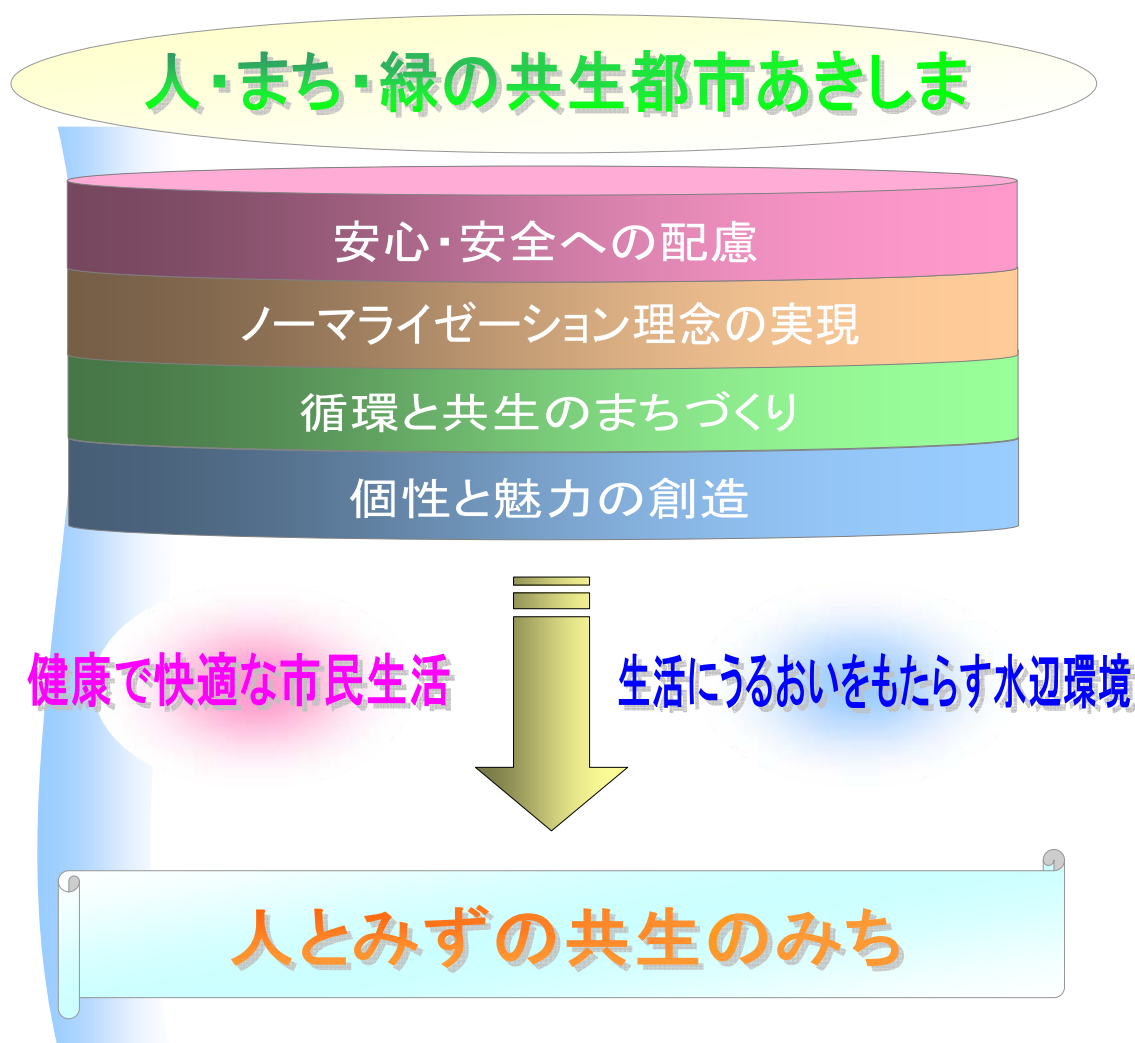 人・まち・緑の共生都市あきしま
安心・安全への配慮
ノーマライゼーション理念の実現
循環と共生のまちづくり
個性と魅力の創造
健康で快適な市民生活
生活にうるおいをもたらす水辺環境
人とみずの共生のみち